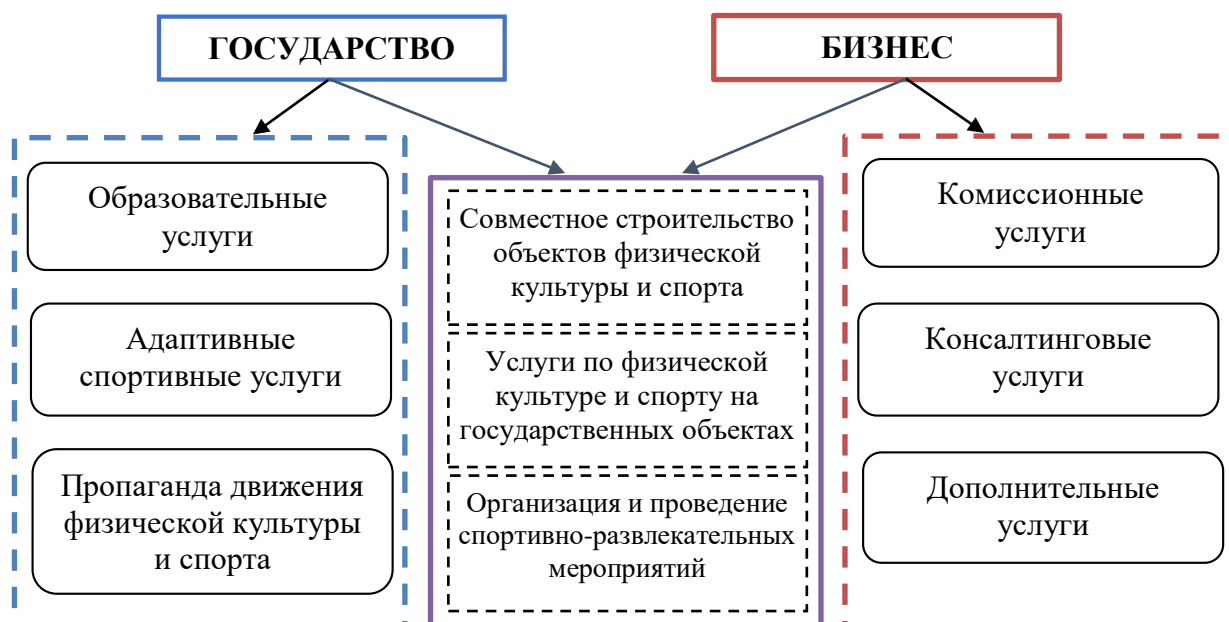 ГОСУДАРСТВО
БИЗНЕС
Образовательные
услуги
Адаптивные
спортивные услуги
Пропаганда движения
физической культуры
и спорта
Совместное строительство
объектов физической
культуры и спорта
Услуги по физической
культуре и спорту на
государственных объектах
Организация и проведение
спортивно-развлекательных
мероприятий
Комиссионные
услуги
Консалтинговые
услуги
Дополнительные
услуги